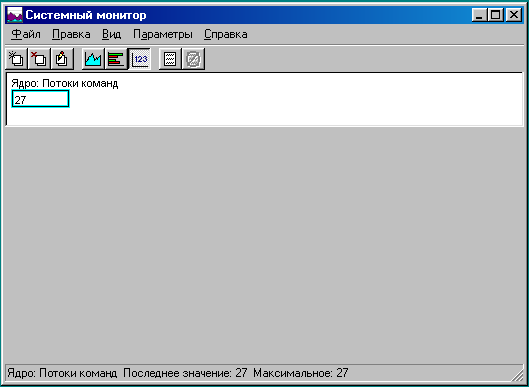 Системный монитор
Файл Правка Вид Параметры Справка
123
Ядро: Потоки команд
27
Ядро: Потоки команд Последнее значение: 27 Максимальное: 27